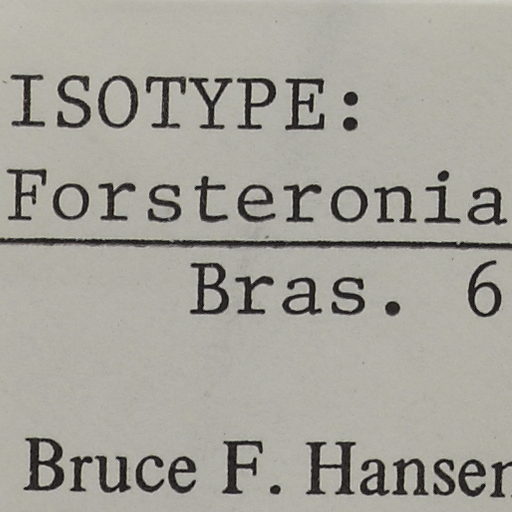 ISOTYPE:
Forsteronia
Bras. 6
Bruce F. Hansen